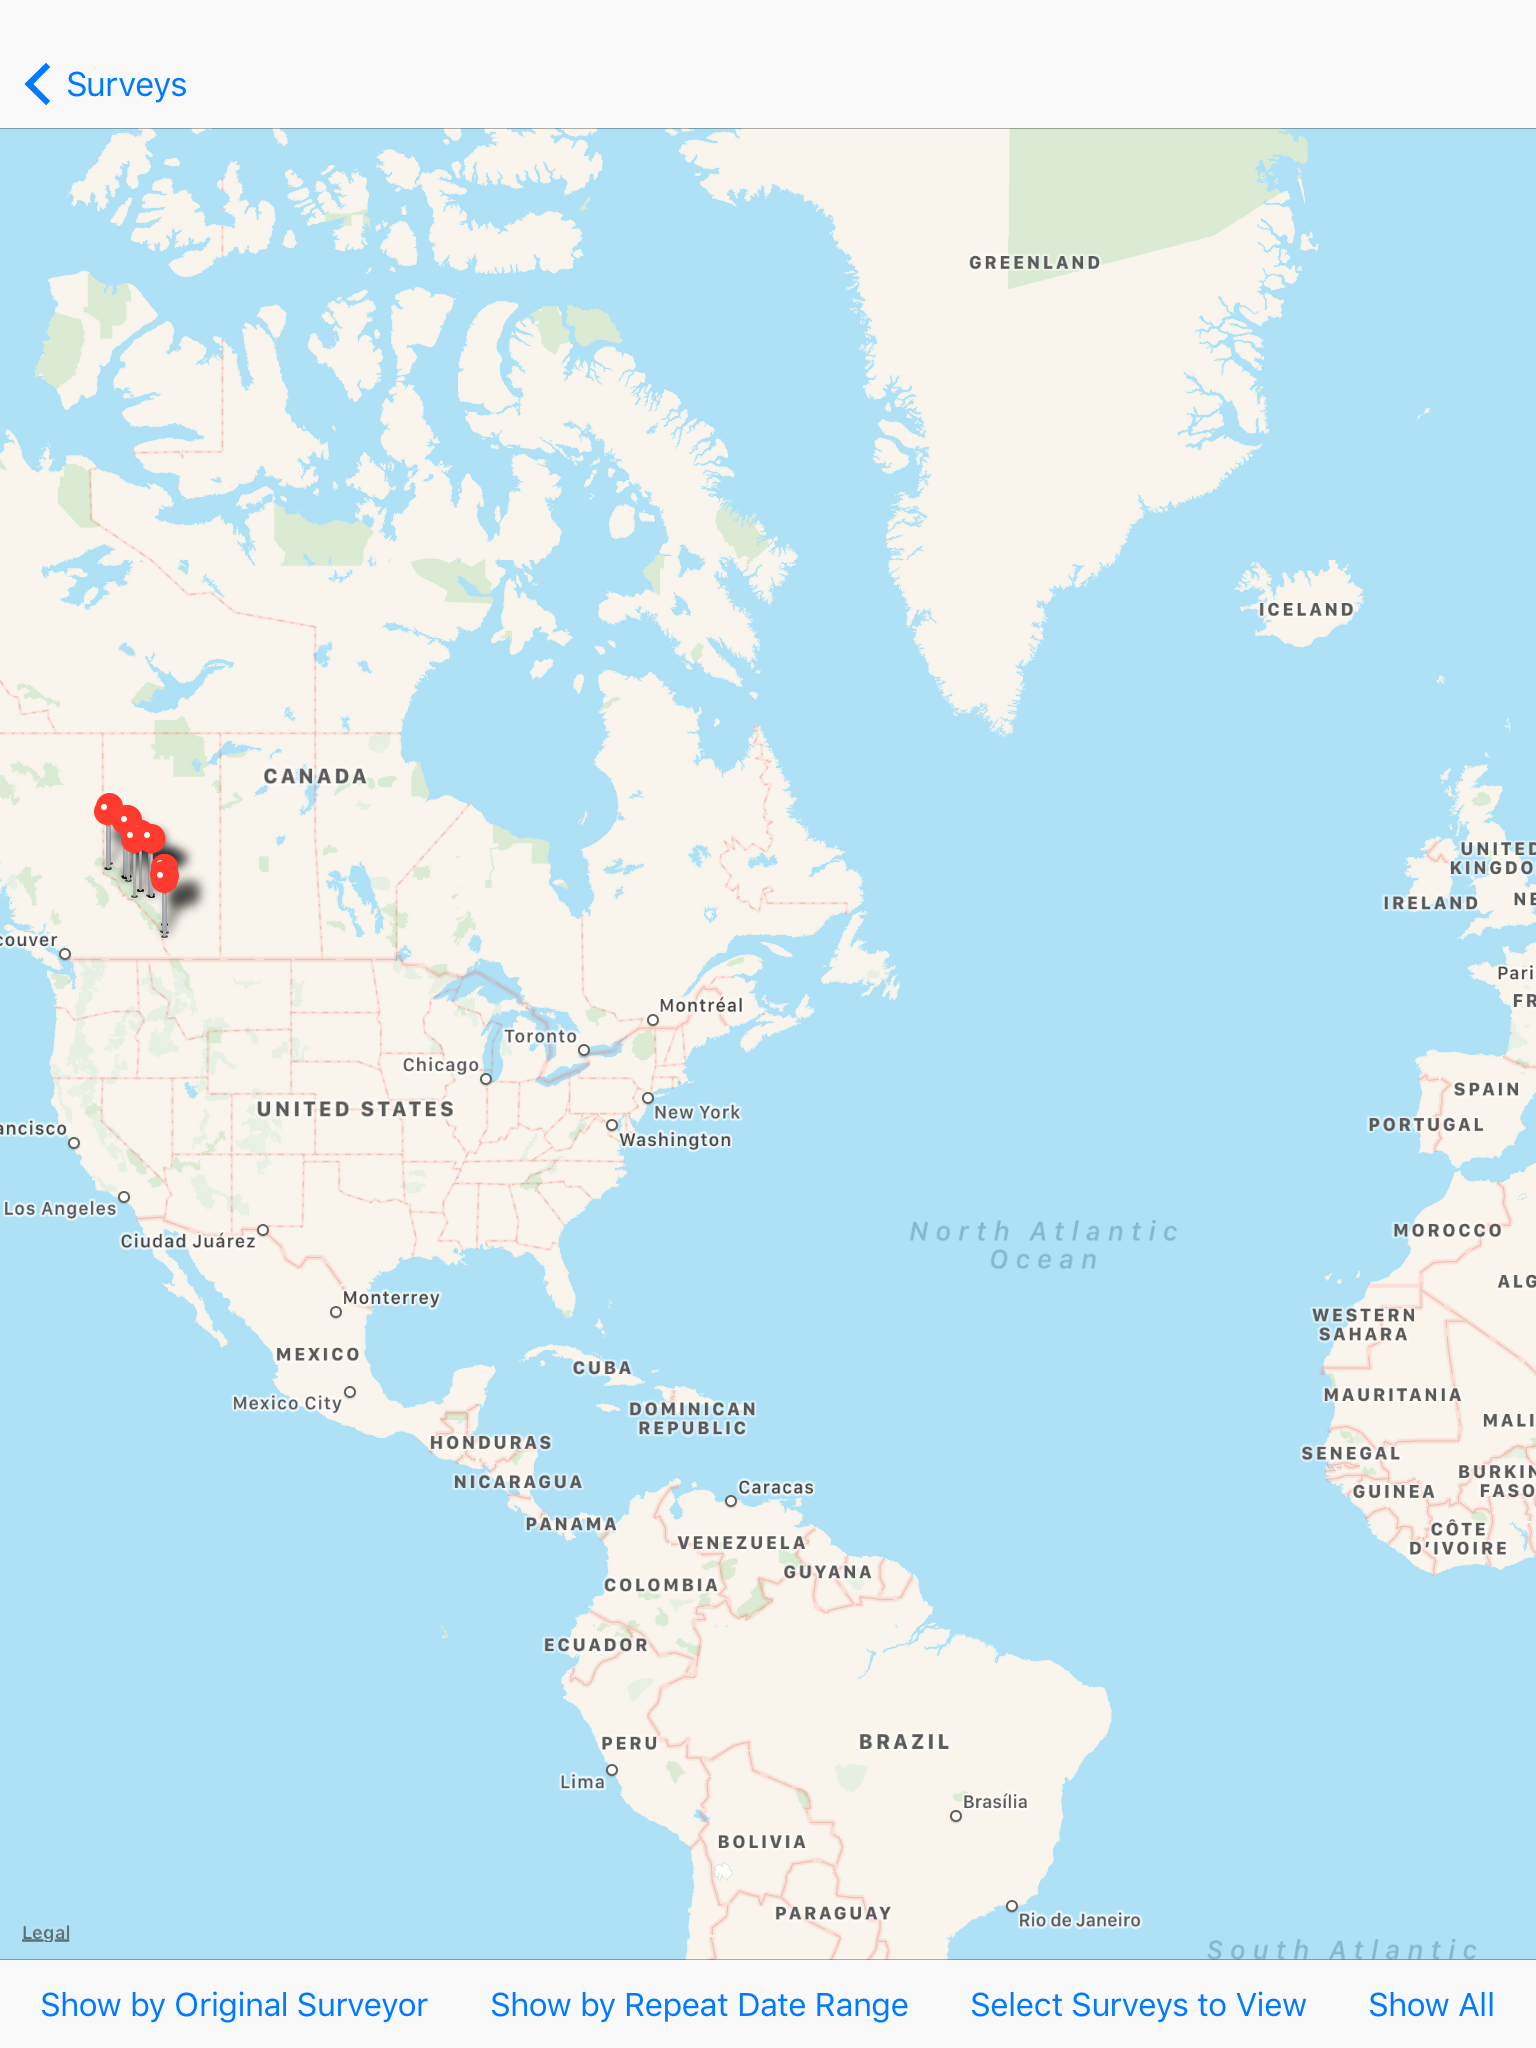 Surveys
GREENLAND
ICELAND
CANADA
UNITED
KINGDO
IRELAND
NE
couver
Pari
FR
Montréal
Toronto
Chicago
SPAIN
UNITED STATES
New York
PORTUGAL
ancisco
Washington
Los Angeles
Ciudad Juárez
North Atlantic
Ocean
MOROCCO
ALG
Monterrey
WESTERN
SAHARA
MEXICO
CUBA
Mexico City
MAURITANIA
DOMINICAN
REPUBLIC
MALI
HONDURAS
SENEGAL
NICARAGUA
BURKIN
FASO
Caracas
GUINEA
PANAMA
CÔTE
D'IVOIRE
VENEZUELA
GUYANA
COLOMBIA
ECUADOR
PERU
BRAZIL
Lima
Brasília
BOLIVIA
PARAGUAY
Rio de Janeiro
Legal
South Atlantic
Show by Original Surveyor
Show by Repeat Date Range
Select Surveys to View
Show All